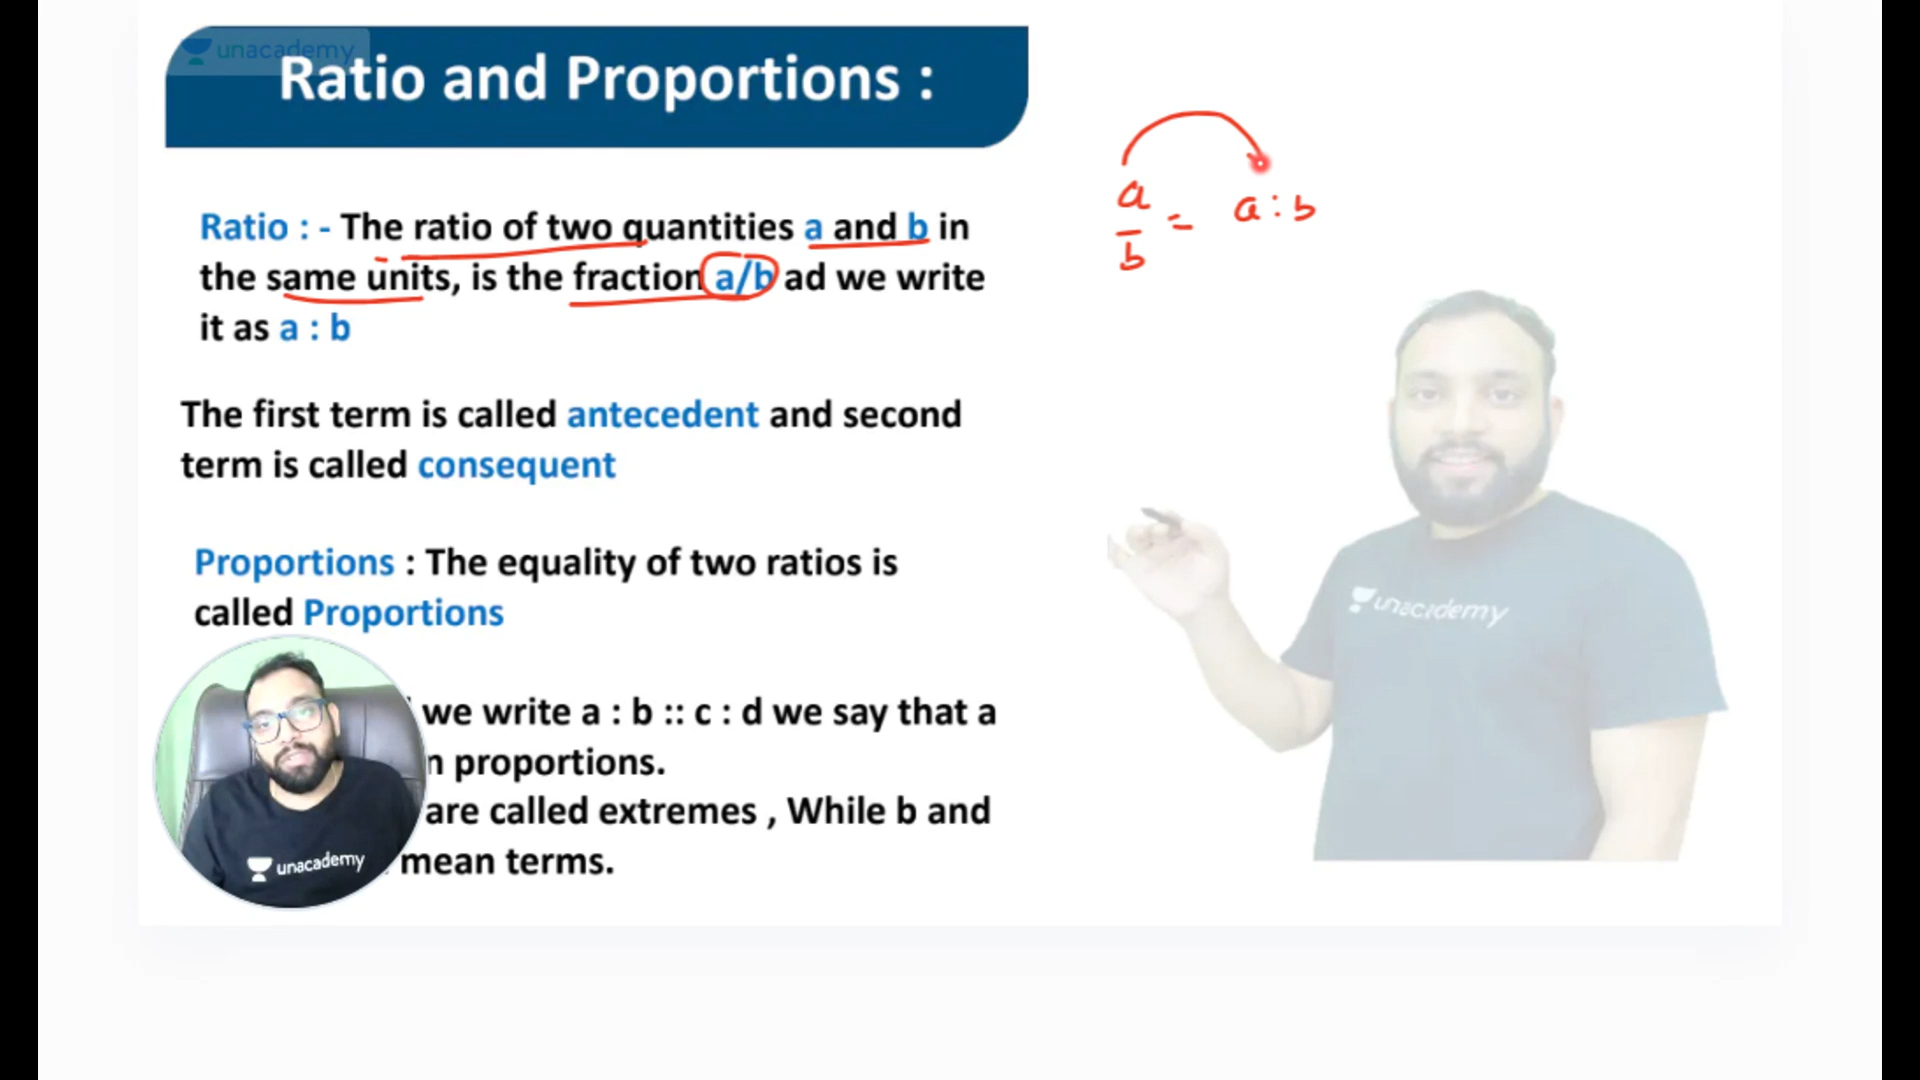 unacademy
Ratio and Proportions :
Ratio : - The ratio of two quantities a and b in
the same units, is the fraction a/b ad we write
it as a : b
The first term is called antecedent and second
term is called consequent
Proportions : The equality of two ratios is
called Proportions
we write a : b :: c : d we say that a
n proportions.
are called extremes , While b and
mean terms.
a/b = a : b
unacademy
unacademy